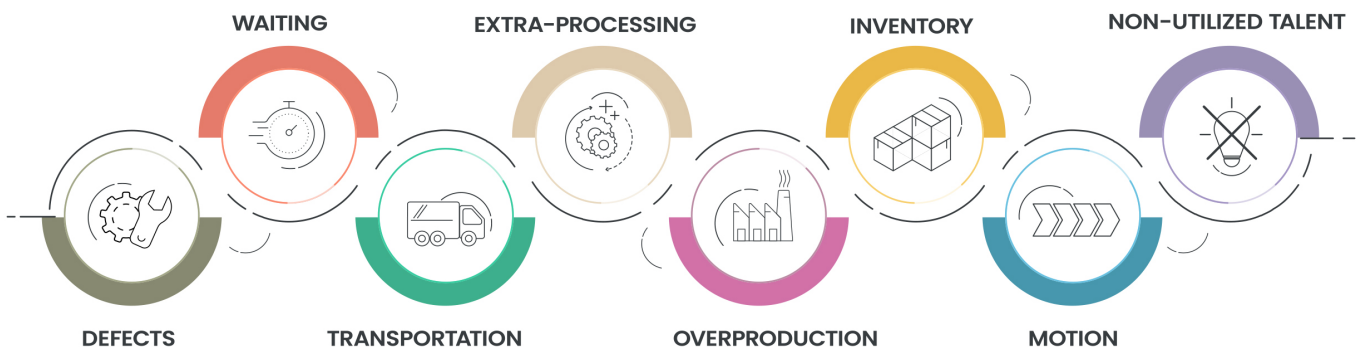 WAITING
EXTRA-PROCESSING
INVENTORY
NON-UTILIZED TALENT
DEFECTS
TRANSPORTATION
OVERPRODUCTION
MOTION